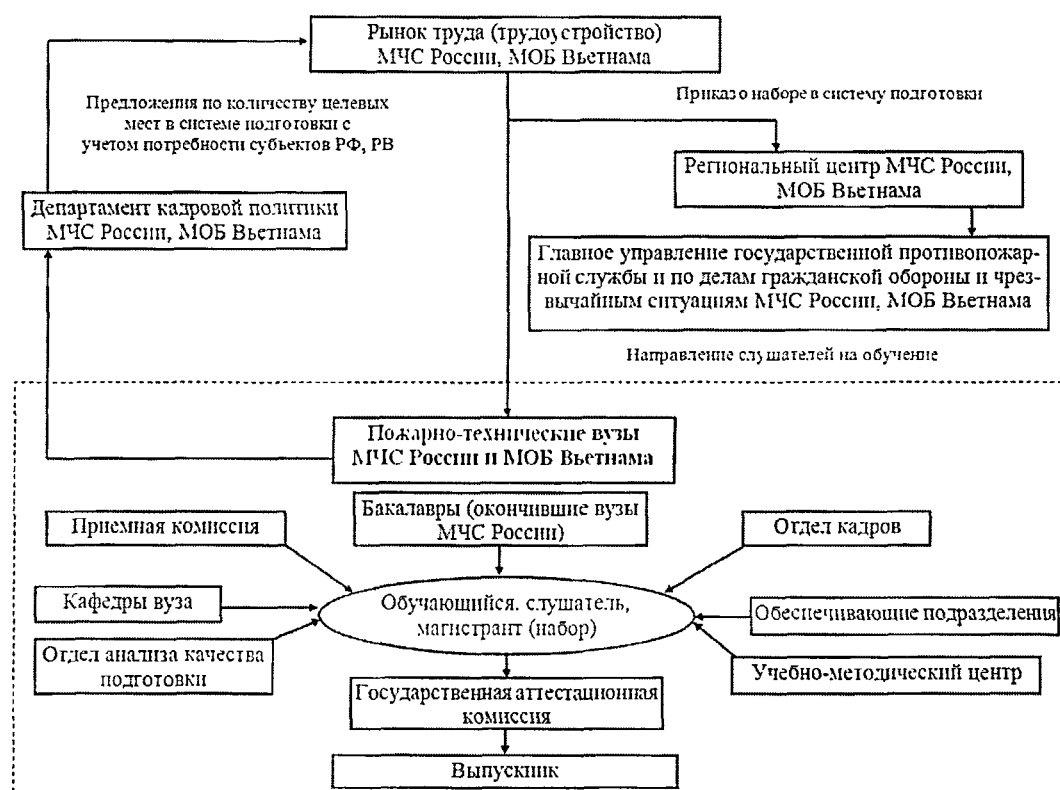 Рынок труда (трудоустройство)
МЧС России, МОБ Вьетнама
Предложения по количеству целевых
мест в системе подготовки с
учетом потребности субъектов РФ, РВ
Приказ о наборе в систему подготовки
Региональный центр МЧС России,
МОБ Вьетнама
Департамент кадровой политики
МЧС России, МОБ Вьетнама
Главное управление государственной противопожар-
ной службы и по делам гражданской обороны и чрез-
вычайным ситуациям МЧС России, МОБ Вьетнама
Направление слушателей на обучение
Пожарно-технические вузы
МЧС России и МОБ Вьетнама
Бакалавры (окончившие вузы
МЧС России)
Приемная комиссия
Отдел кадров
Кафедры вуза
Обучающийся. слушатель,
магистрант (набор)
Обеспечивающие подразделения
Отдел анализа качества
подготовки
Учебно-методический центр
Государственная аттестационная
комиссия
Выпускник